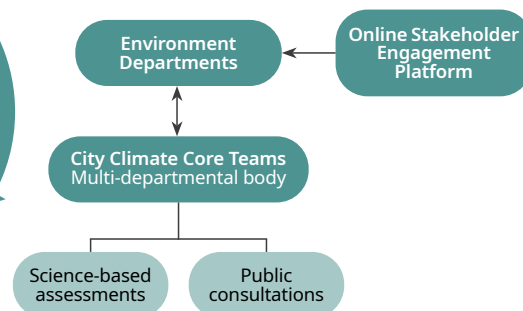 Environment
Departments
Online Stakeholder
Engagement
Platform
City Climate Core Teams
Multi-departmental body
Science-based
assessments
Public
consultations